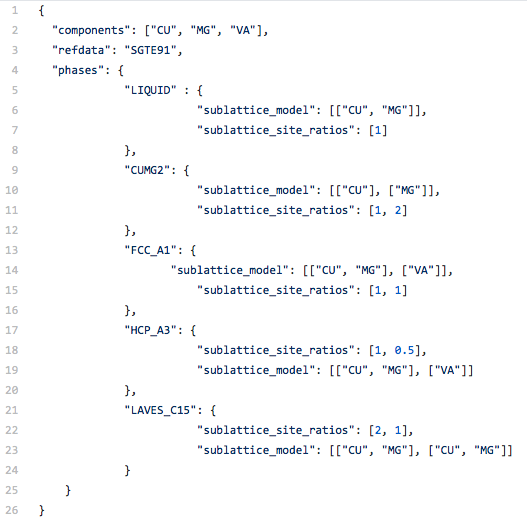 1 {
2   "components": ["CU", "MG", "VA"],
3   "refdata": "SGTE91",
4   "phases": {
5              "LIQUID" : {
6                         "sublattice_model": [["CU", "MG"]],
7                         "sublattice_site_ratios": [1]
8              },
9              "CUMG2": {
10                         "sublattice_model": [["CU"], ["MG"]],
11                         "sublattice_site_ratios": [1, 2]
12             },
13             "FCC_A1": {
14                     "sublattice_model": [["CU", "MG"], ["VA"]],
15                         "sublattice_site_ratios": [1, 1]
16             },
17             "HCP_A3": {
18                         "sublattice_site_ratios": [1, 0.5],
19                         "sublattice_model": [["CU", "MG"], ["VA"]]
20             },
21             "LAVES_C15": {
22                         "sublattice_site_ratios": [2, 1],
23                         "sublattice_model": [["CU", "MG"], ["CU", "MG"]]
24             }
25     }
26 }